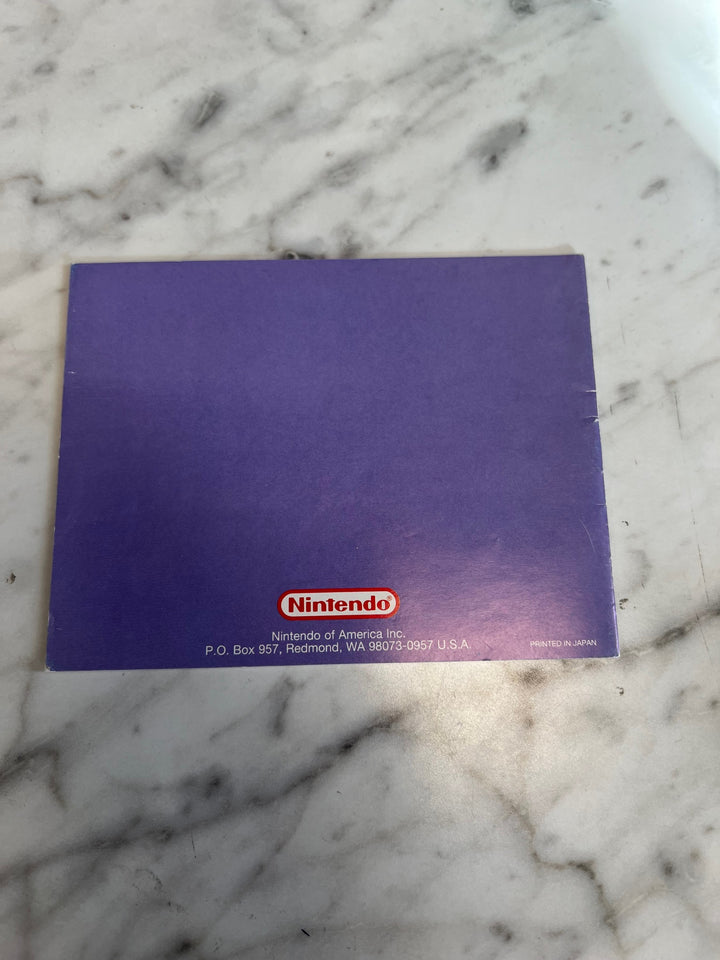 Nintendo®
Nintendo of America Inc.
P.O. Box 957, Redmond, WA 98073-0957 U.S.A.
PRINTED IN JAPAN